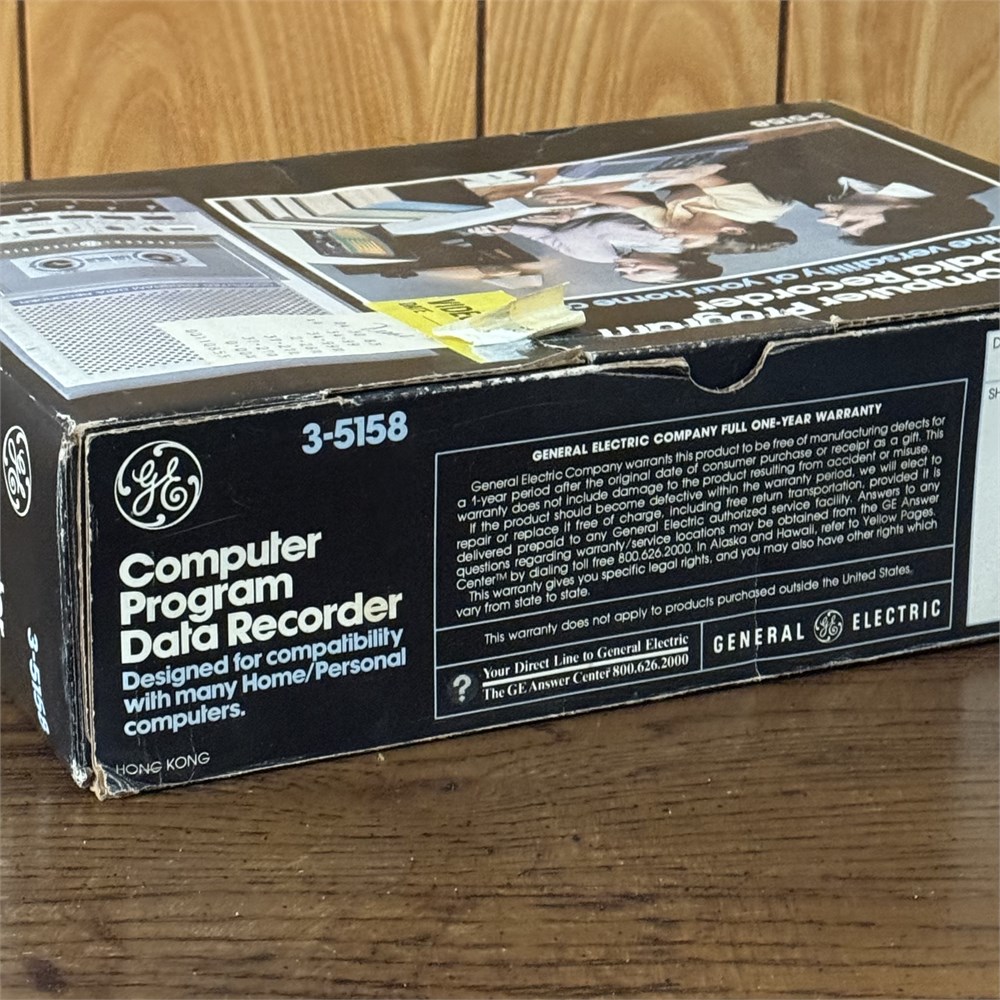 3-5158
the versatility of your home
Computer Program
Data Recorder
VIDE
DATE
GE
3-5158
Computer
Program
Data Recorder
Designed for compatibility
with many Home/Personal
computers.
HONG KONG
GENERAL ELECTRIC COMPANY FULL ONE-YEAR WARRANTY
General Electric Company warrants this product to be free of manufacturing defects for
a 1-year period after the original date of consumer purchase or receipt as a gift. This
warranty does not include damage to the product resulting from accident or misuse.
If the product should become defective within the warranty period, we will elect to
repair or replace it free of charge, including free return transportation, provided it is
delivered prepaid to any General Electric authorized service facility. Answers to any
questions regarding warranty/service locations may be obtained from the GE Answer
Center™ by dialing toll free 800.626.2000. In Alaska and Hawaii, refer to Yellow Pages.
This warranty gives you specific legal rights, and you may also have other rights which
vary from state to state.
This warranty does not apply to products purchased outside the United States.
? Your Direct Line to General Electric
The GE Answer Center 800.626.2000
GENERAL GE ELECTRIC
GE
3-5158
D
SH